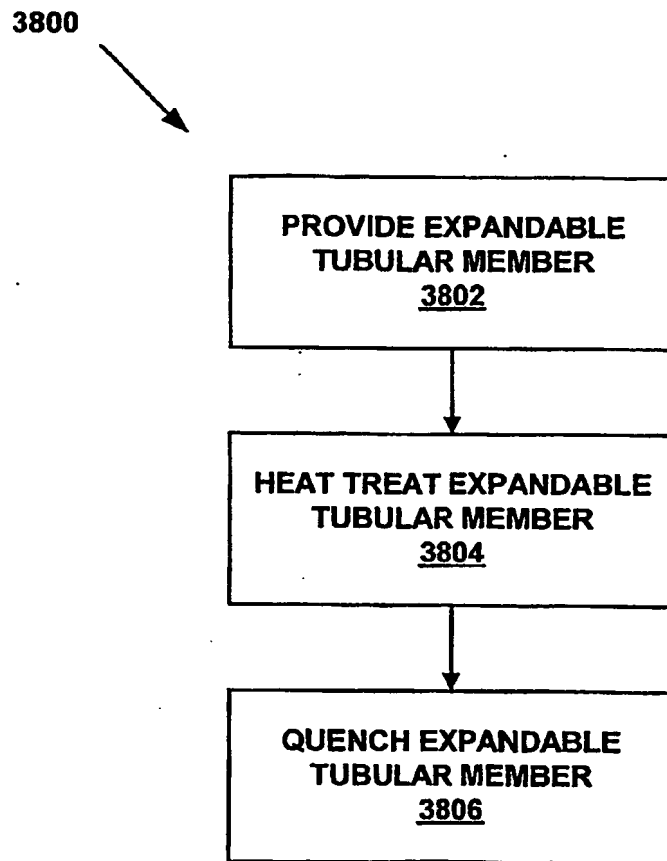 3800
PROVIDE EXPANDABLE
TUBULAR MEMBER
3802
HEAT TREAT EXPANDABLE
TUBULAR MEMBER
3804
QUENCH EXPANDABLE
TUBULAR MEMBER
3806